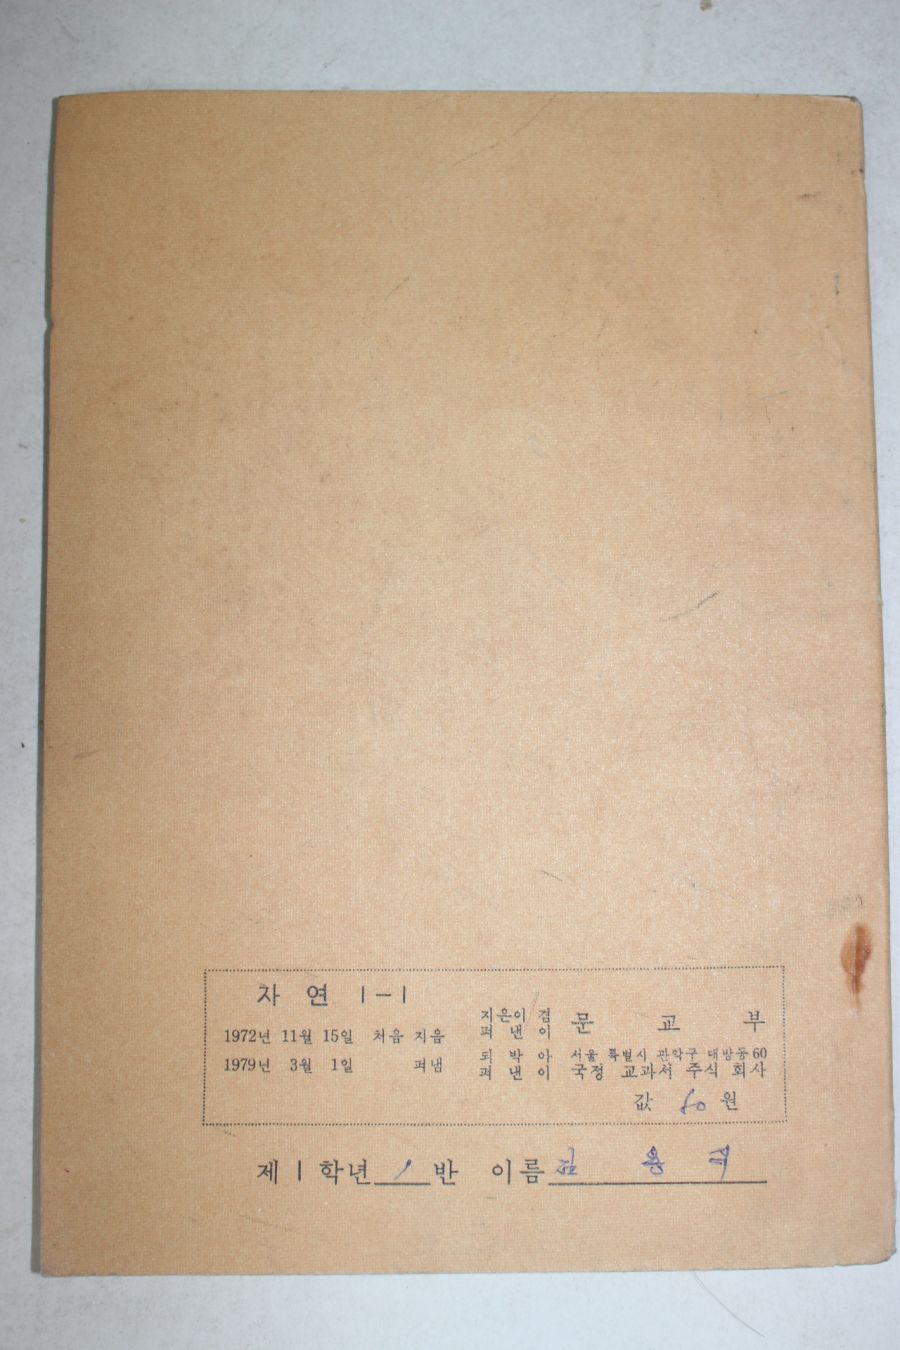 자 연 1-1
1972년 11월 15일 처음 지음
1979년 3월 1일 펴냄
지은이 겸
펴 낸 이 문 교 부
되 박 아 서울 특별시 관악구 대방동 60
펴 낸 이 국정 교과서 주식 회사
값 60 원
제 1 학년 1 반 이름 용